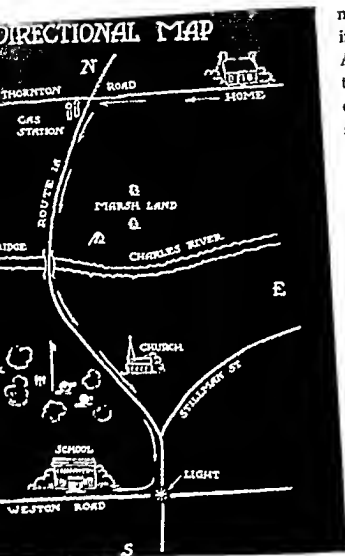 DIRECTIONAL MAP
N
THORNTON ROAD
HOME
GAS
STATION
ROUTE 1A
MARSH LAND
CHARLES RIVER
E
CHURCH
STILLMAN ST
SCHOOL
LIGHT
WESTON ROAD
S